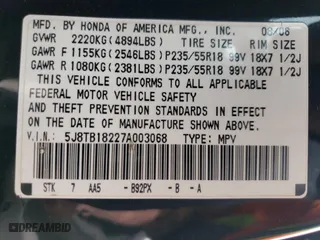 MFD. BY HONDA OF AMERICA MFG., INC. 08/06
GVWR 2220KG(4894LBS) TIRE SIZE RIM SIZE
GAWR F 1155KG(2546LBS)P235/55R18 99V 18X7 1/2J
GAWR R 1080KG(2381LBS)P235/55R18 99V 18X7 1/2J
THIS VEHICLE CONFORMS TO ALL APPLICABLE
FEDERAL MOTOR VEHICLE SAFETY
AND THEFT PREVENTION STANDARDS IN EFFECT
ON THE DATE OF MANUFACTURE SHOWN ABOVE.
V.I.N: 5J8TB18227A003068 TYPE: MPV
STK 7 AA5 - B92PX - B - A
© DREAMBID